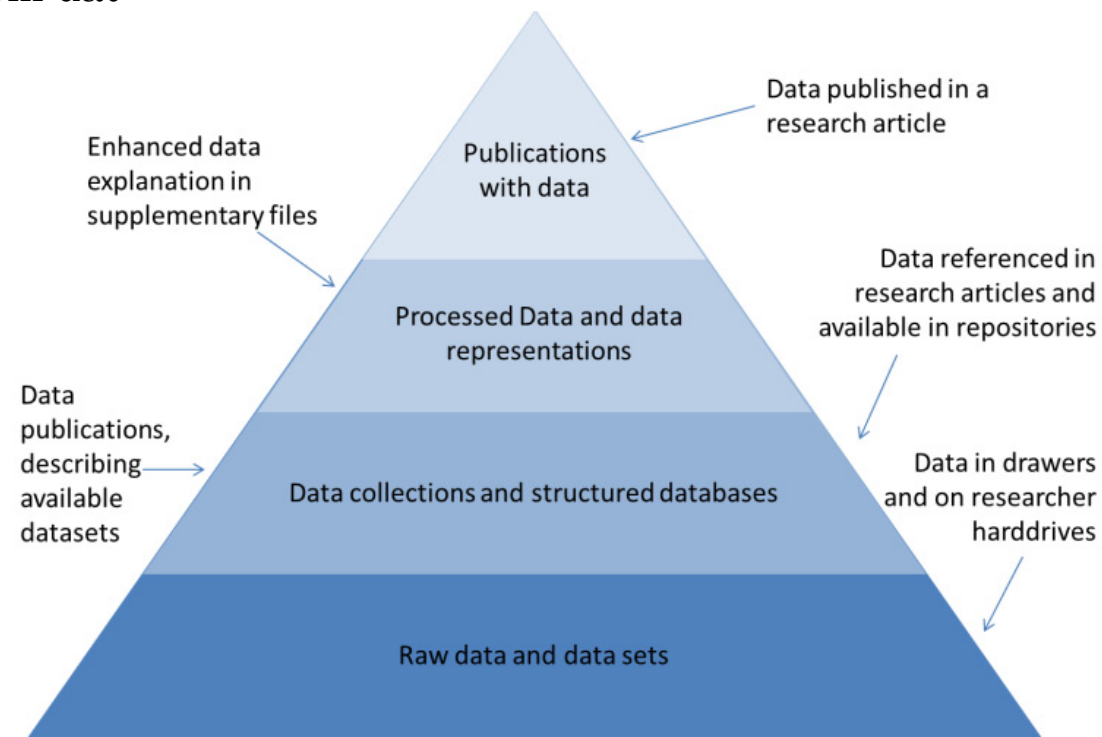 Data published in a
research article
Publications
with data
Enhanced data
explanation in
supplementary files
Data referenced in
research articles and
available in repositories
Processed Data and data
representations
Data
publications,
describing
available
datasets
Data collections and structured databases
Data in drawers
and on researcher
harddrives
Raw data and data sets